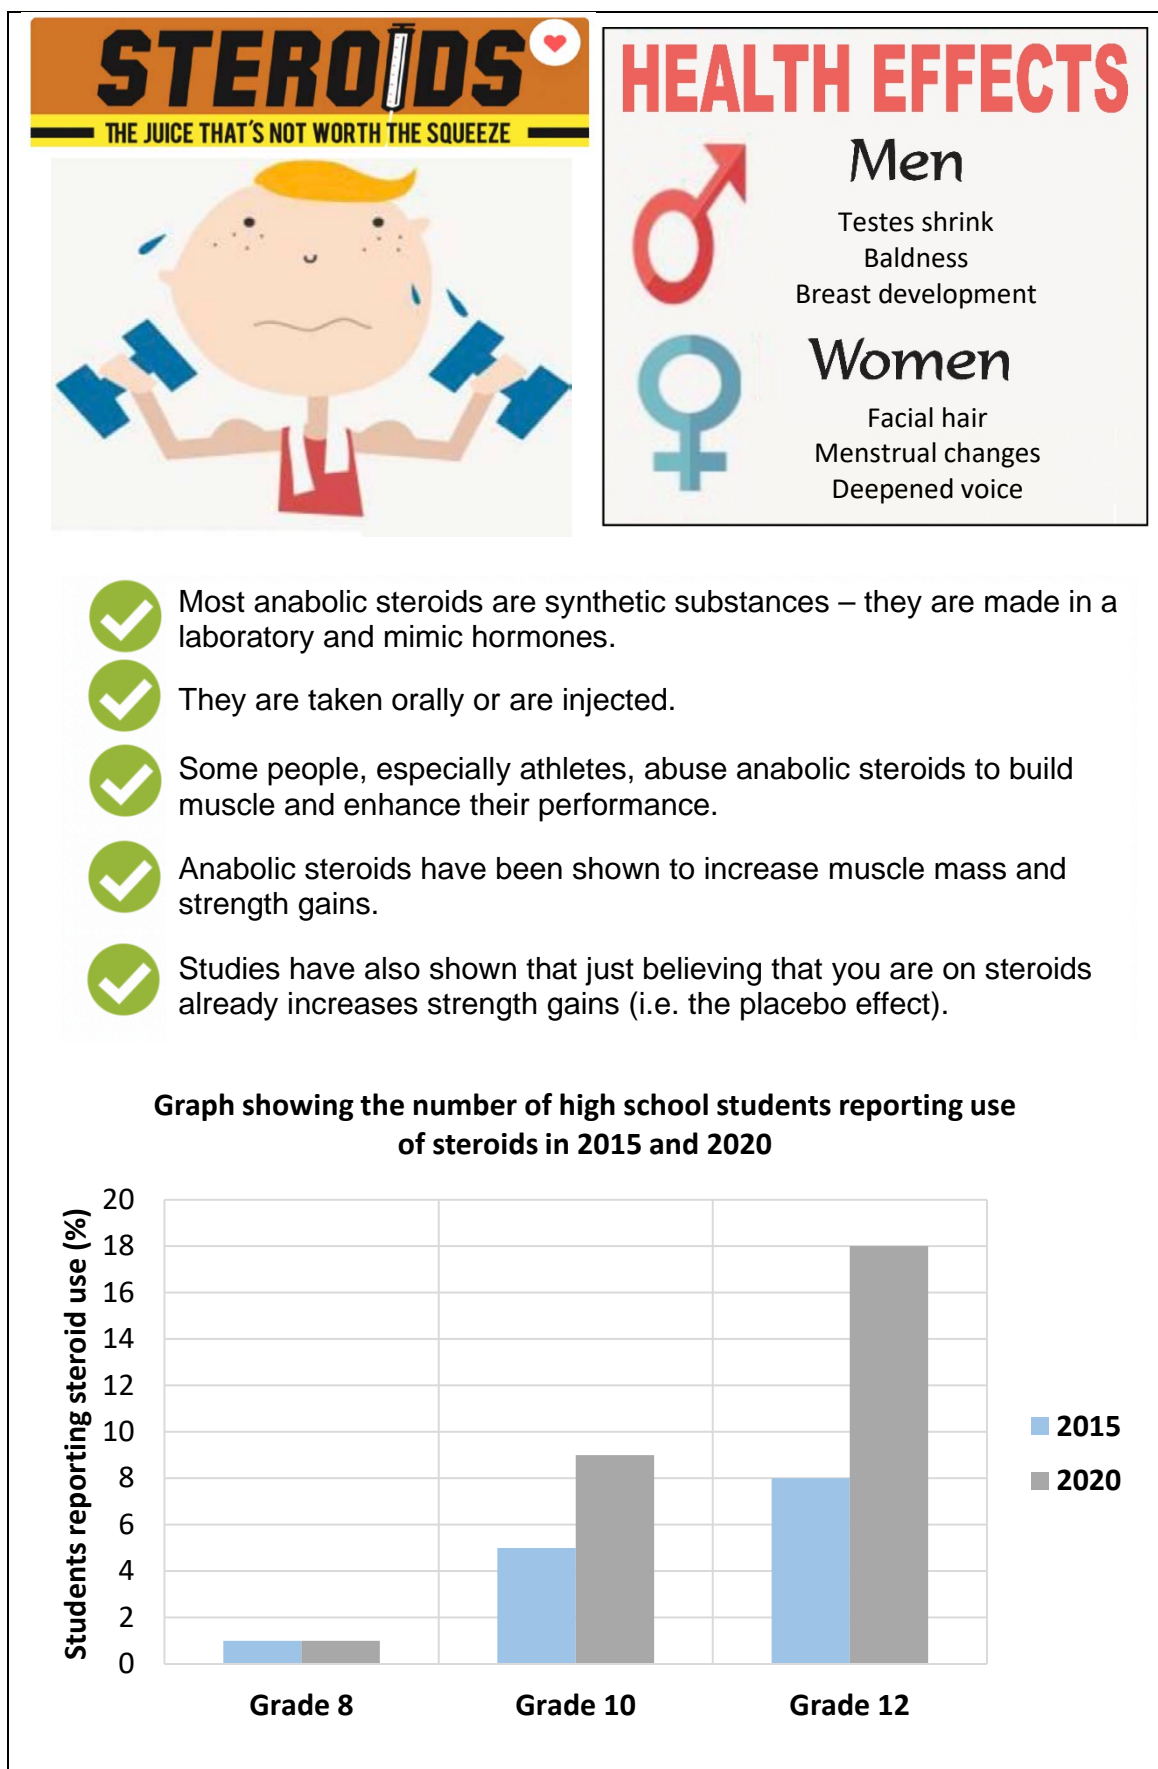 STEROIDS
THE JUICE THAT'S NOT WORTH THE SQUEEZE
HEALTH EFFECTS
Men
Testes shrink
Baldness
Breast development
Women
Facial hair
Menstrual changes
Deepened voice
Most anabolic steroids are synthetic substances – they are made in a
laboratory and mimic hormones.
They are taken orally or are injected.
Some people, especially athletes, abuse anabolic steroids to build
muscle and enhance their performance.
Anabolic steroids have been shown to increase muscle mass and
strength gains.
Studies have also shown that just believing that you are on steroids
already increases strength gains (i.e. the placebo effect).
Graph showing the number of high school students reporting use
of steroids in 2015 and 2020
Students reporting steroid use (%)
20
18
16
14
12
10
8
6
4
2
0
Grade 8
Grade 10
Grade 12
2015
2020